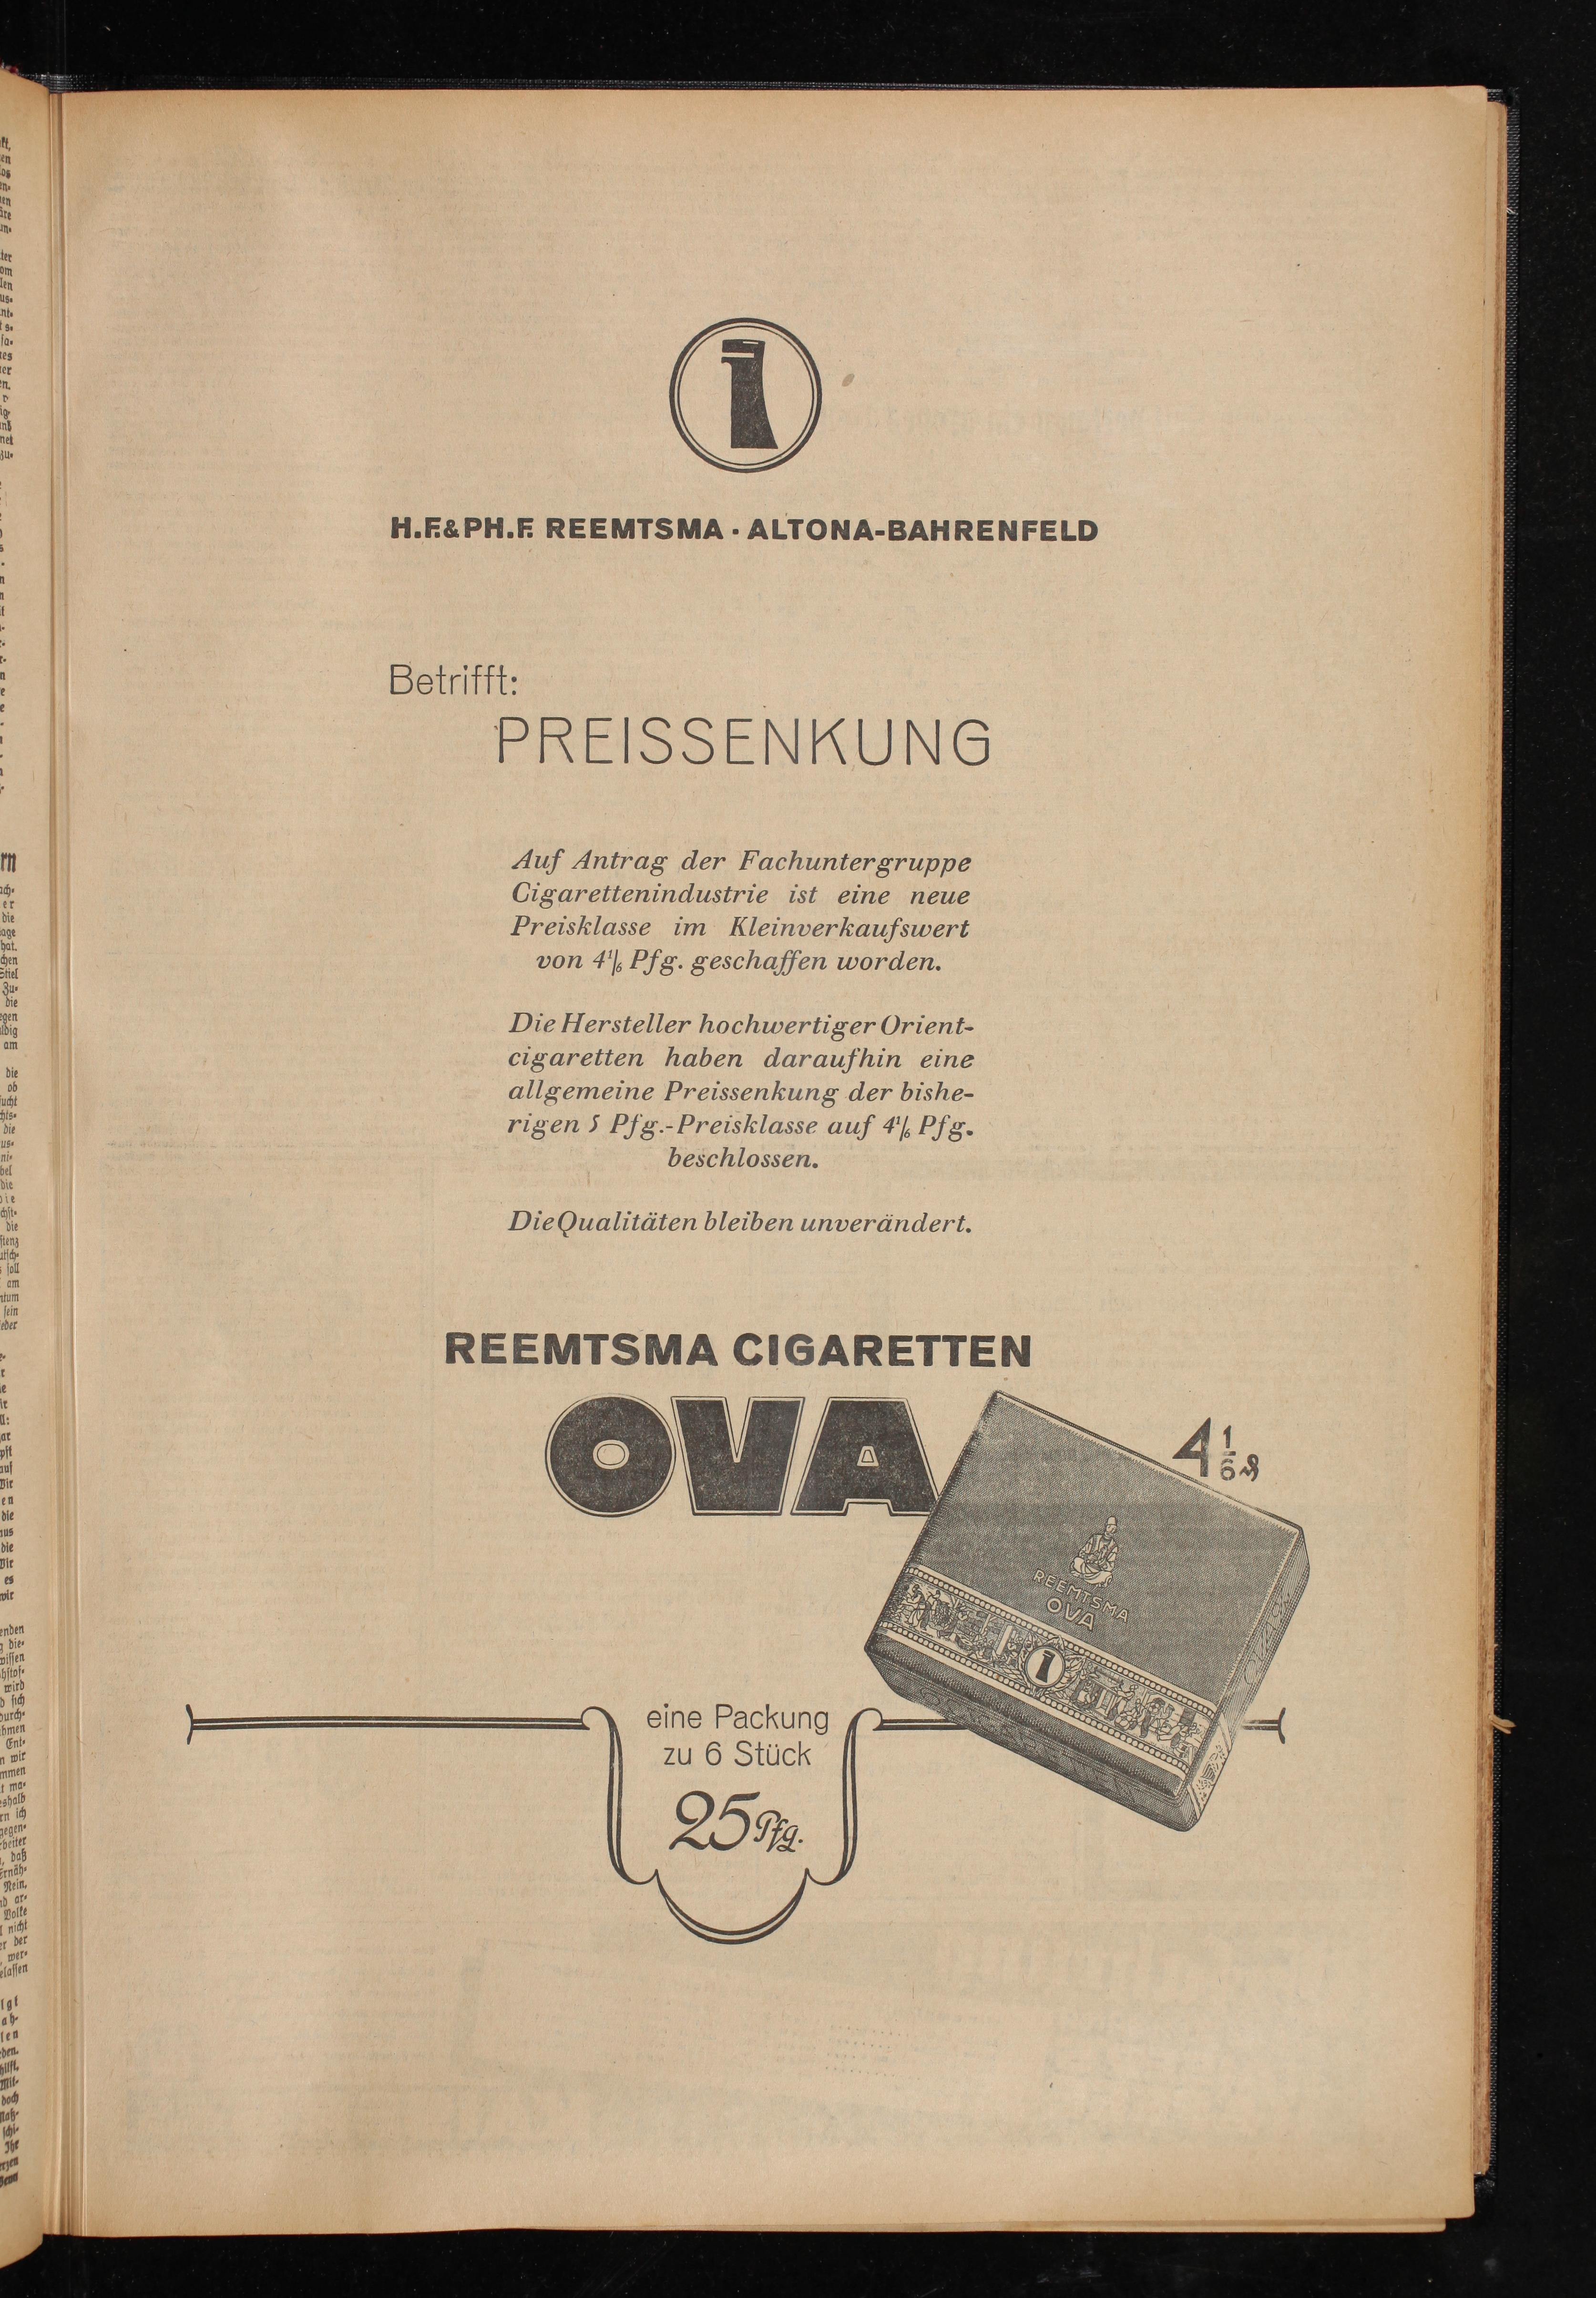 H.F.&PH.F. REEMTSMA · ALTONA-BAHRENFELD
Betrifft:
PREISSENKUNG
Auf Antrag der Fachuntergruppe
Cigarettenindustrie ist eine neue
Preisklasse im Kleinverkaufswert
von 4 1/6 Pfg. geschaffen worden.
Die Hersteller hochwertiger Orient-
cigaretten haben daraufhin eine
allgemeine Preissenkung der bishe-
rigen 5 Pfg.-Preisklasse auf 4 1/6 Pfg.
beschlossen.
Die Qualitäten bleiben unverändert.
REEMTSMA CIGARETTEN
OVA
4 1/6 ₰
REEMTSMA
OVA
eine Packung
zu 6 Stück
25 Pfg.